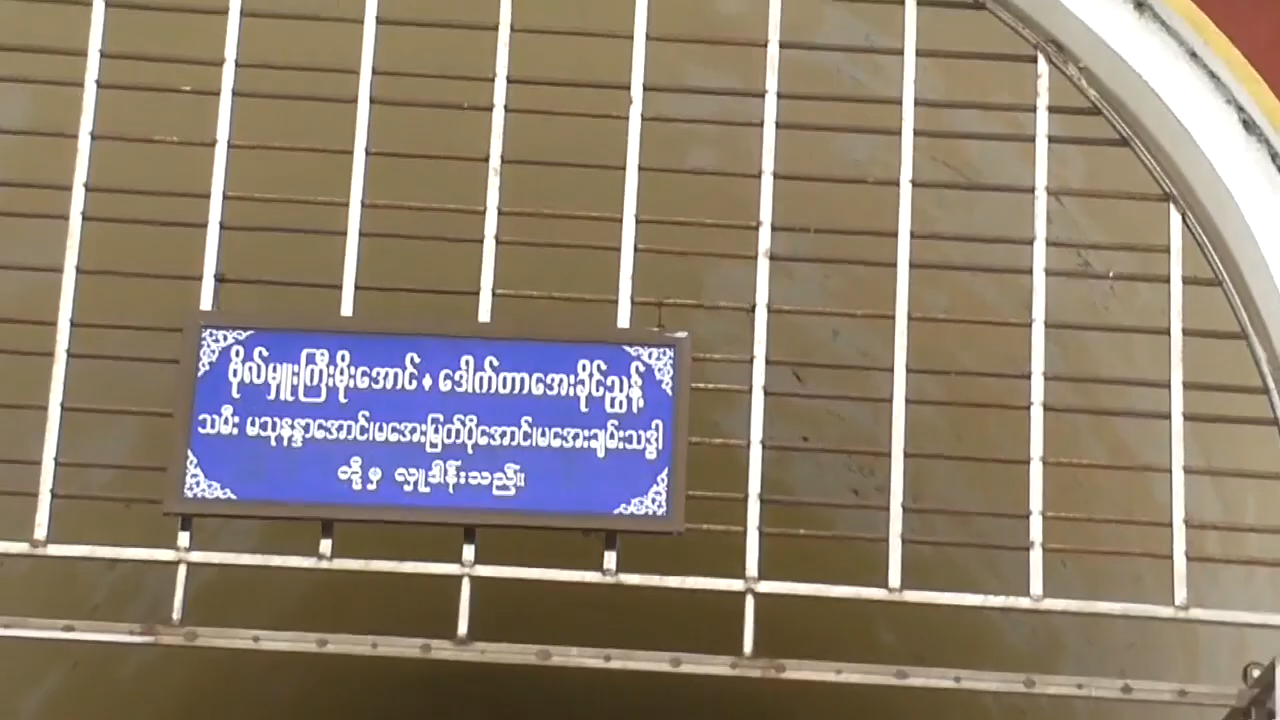 ဗိုလ်မှူးကြီးမိုးအောင် + ဒေါက်တာအေးခိုင်ညွန့်
သမီး မသုနန္ဒာအောင်၊မအေးမြတ်ပိုအောင်၊မအေးချမ်းသဒ္ဓါ
တို့မှ လှူဒါန်းသည်။